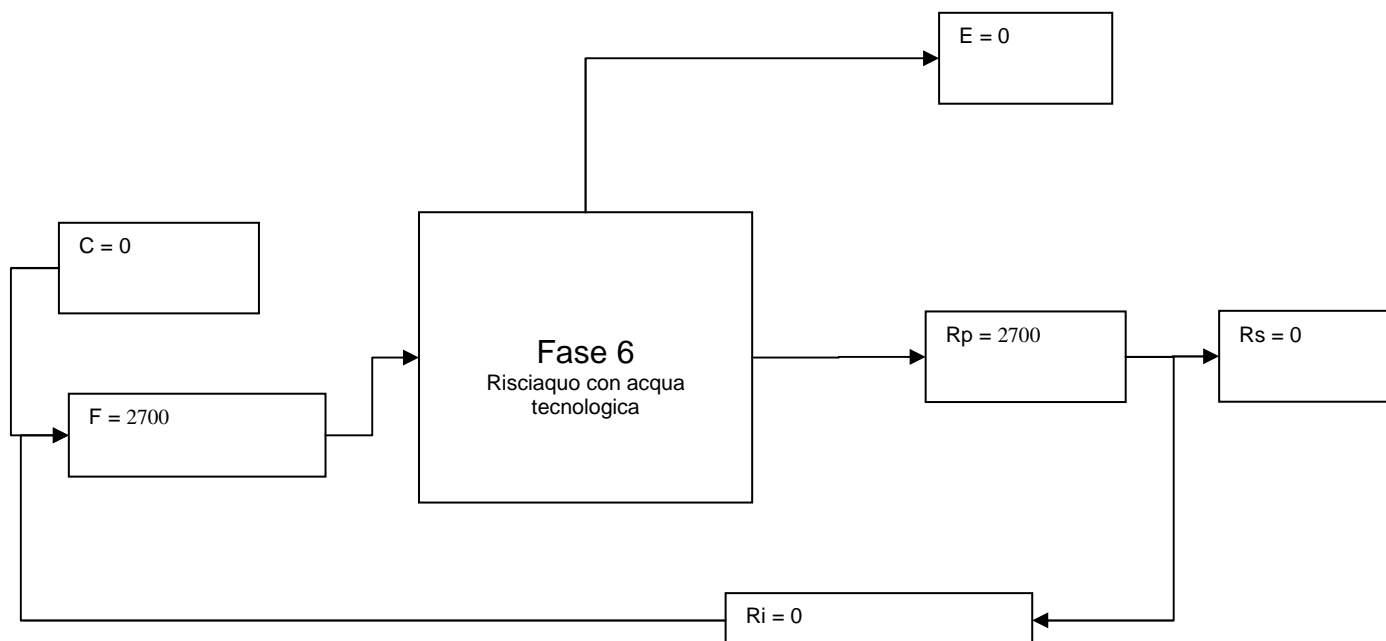 E = 0
C = 0
Fase 6
Risciaquo con acqua
tecnologica
Rp = 2700
Rs = 0
F = 2700
Ri = 0